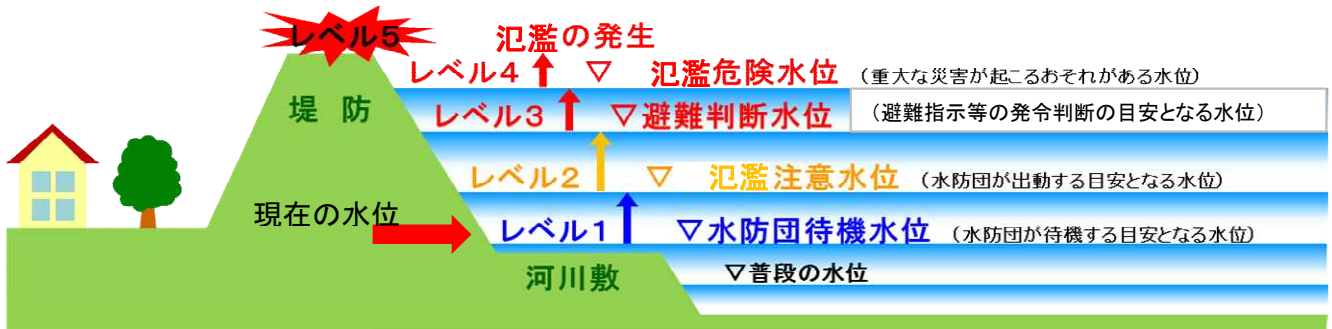 レベル5 氾濫の発生
レベル4 ▽ 氾濫危険水位 (重大な災害が起こるおそれがある水位)
堤 防 レベル3 ▽避難判断水位 (避難指示等の発令判断の目安となる水位)
レベル2 ▽ 氾濫注意水位 (水防団が出動する目安となる水位)
現在の水位 レベル1 ▽水防団待機水位 (水防団が待機する目安となる水位)
河川敷 ▽普段の水位